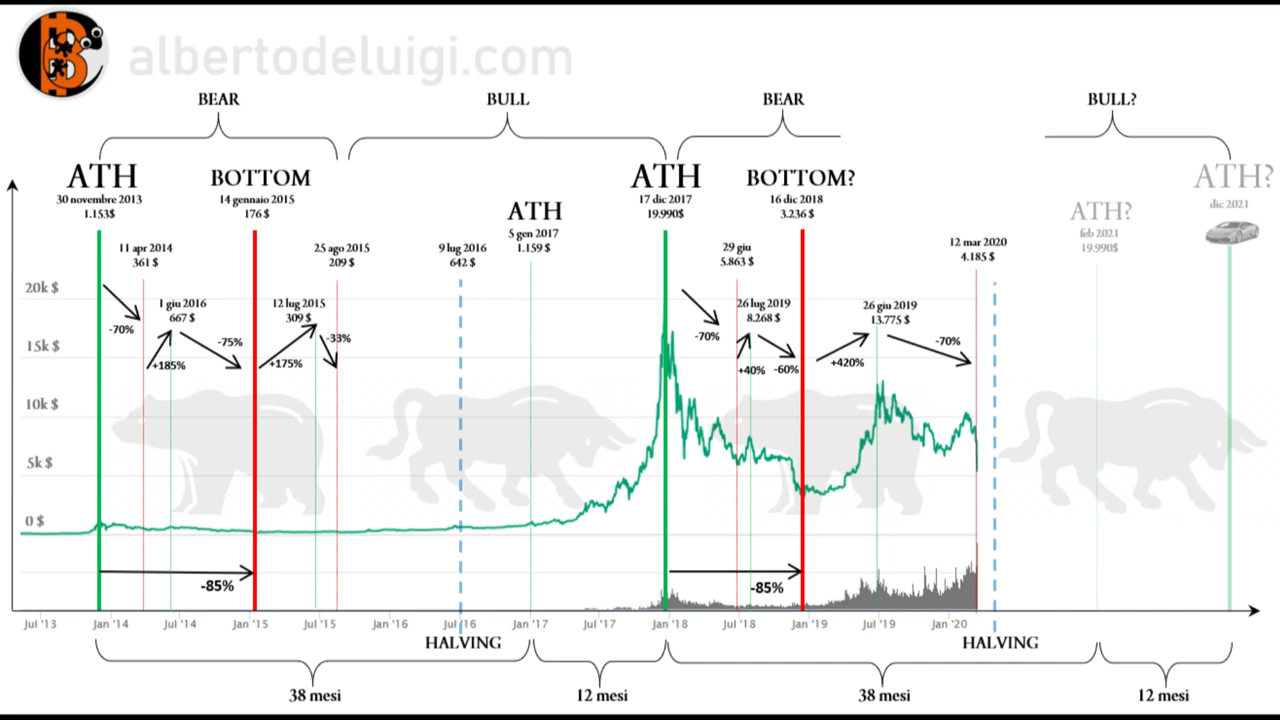 albertodeluigi.com
BEAR
BULL
BEAR
BULL?
ATH
30 novembre 2013
1.153$
BOTTOM
14 gennaio 2015
176 $
ATH
5 gen 2017
1.159 $
ATH
17 dic 2017
19.990$
BOTTOM?
16 dic 2018
3.236 $
ATH?
feb 2021
19.990$
ATH?
dic 2021
11 apr 2014
361 $
25 ago 2015
209 $
9 lug 2016
642 $
29 giu
5.863 $
12 mar 2020
4.185 $
1 giu 2016
667 $
12 lug 2015
309 $
26 lug 2019
8.268 $
26 giu 2019
13.775 $
-70%
+185%
-75%
+175%
-33%
-70%
+40%
-60%
+420%
-70%
20k $
15k $
10k $
5k $
0 $
-85%
-85%
Jul '13
Jan '14
Jul '14
Jan '15
Jul '15
Jan '16
Jul '16
Jan '17
Jul '17
Jan '18
Jul '18
Jan '19
Jul '19
Jan '20
HALVING
HALVING
38 mesi
12 mesi
38 mesi
12 mesi